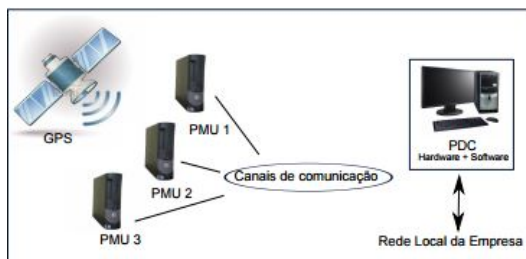 GPS
PMU 1
PMU 2
PMU 3
Canais de comunicação
PDC
Hardware + Software
Rede Local da Empresa